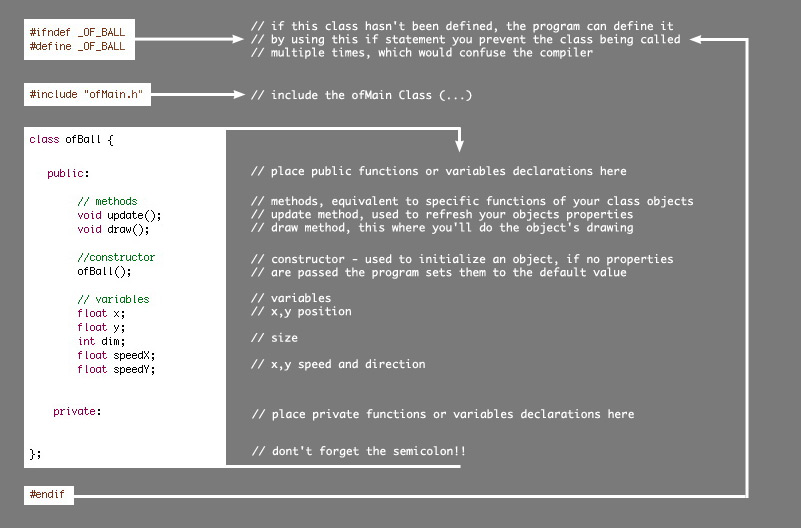 #ifndef _OF_BALL
#define _OF_BALL
// if this class hasn't been defined, the program can define it
// by using this if statement you prevent the class being called
// multiple times, which would confuse the compiler
#include "ofMain.h"
// include the ofMain Class (...)
class ofBall {
public:
// place public functions or variables declarations here
// methods
// methods, equivalent to specific functions of your class objects
void update();
// update method, used to refresh your objects properties
void draw();
// draw method, this where you'll do the object's drawing
//constructor
// constructor - used to initialize an object, if no properties
ofBall();
// are passed the program sets them to the default value
// variables
// variables
float x;
// x,y position
float y;
int dim;
// size
float speedX;
// x,y speed and direction
float speedY;
private:
// place private functions or variables declarations here
};
// dont't forget the semicolon!!
#endif